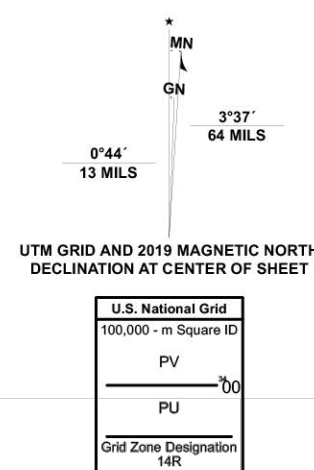 ★
MN
GN
3°37´
64 MILS
0°44´
13 MILS
UTM GRID AND 2019 MAGNETIC NORTH
DECLINATION AT CENTER OF SHEET
U.S. National Grid
100,000 - m Square ID
PV
³⁴00
PU
Grid Zone Designation
14R